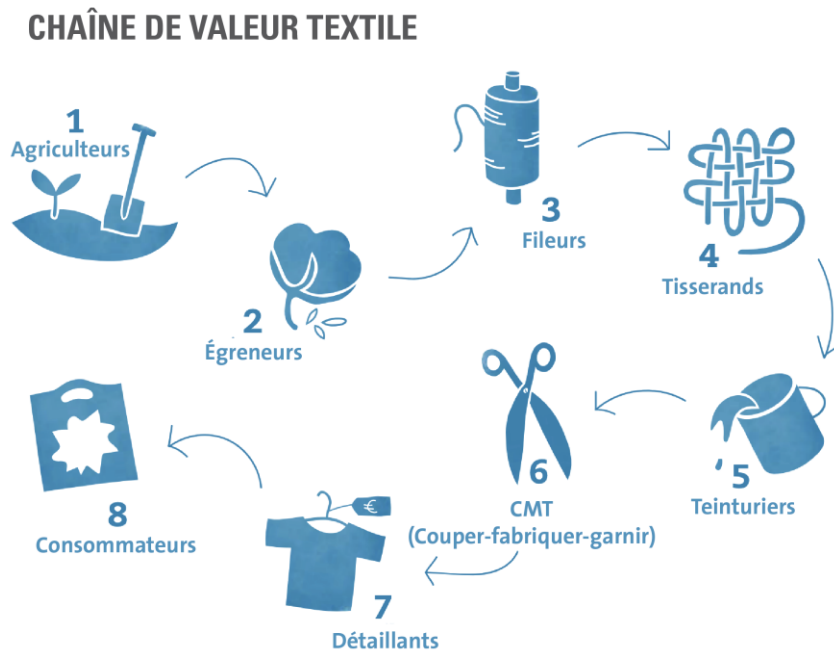 CHAÎNE DE VALEUR TEXTILE
1
Agriculteurs
2
Égreneurs
3
Fileurs
4
Tisserands
5
Teinturiers
6
CMT
(Couper-fabriquer-garnir)
€
7
Détaillants
8
Consommateurs